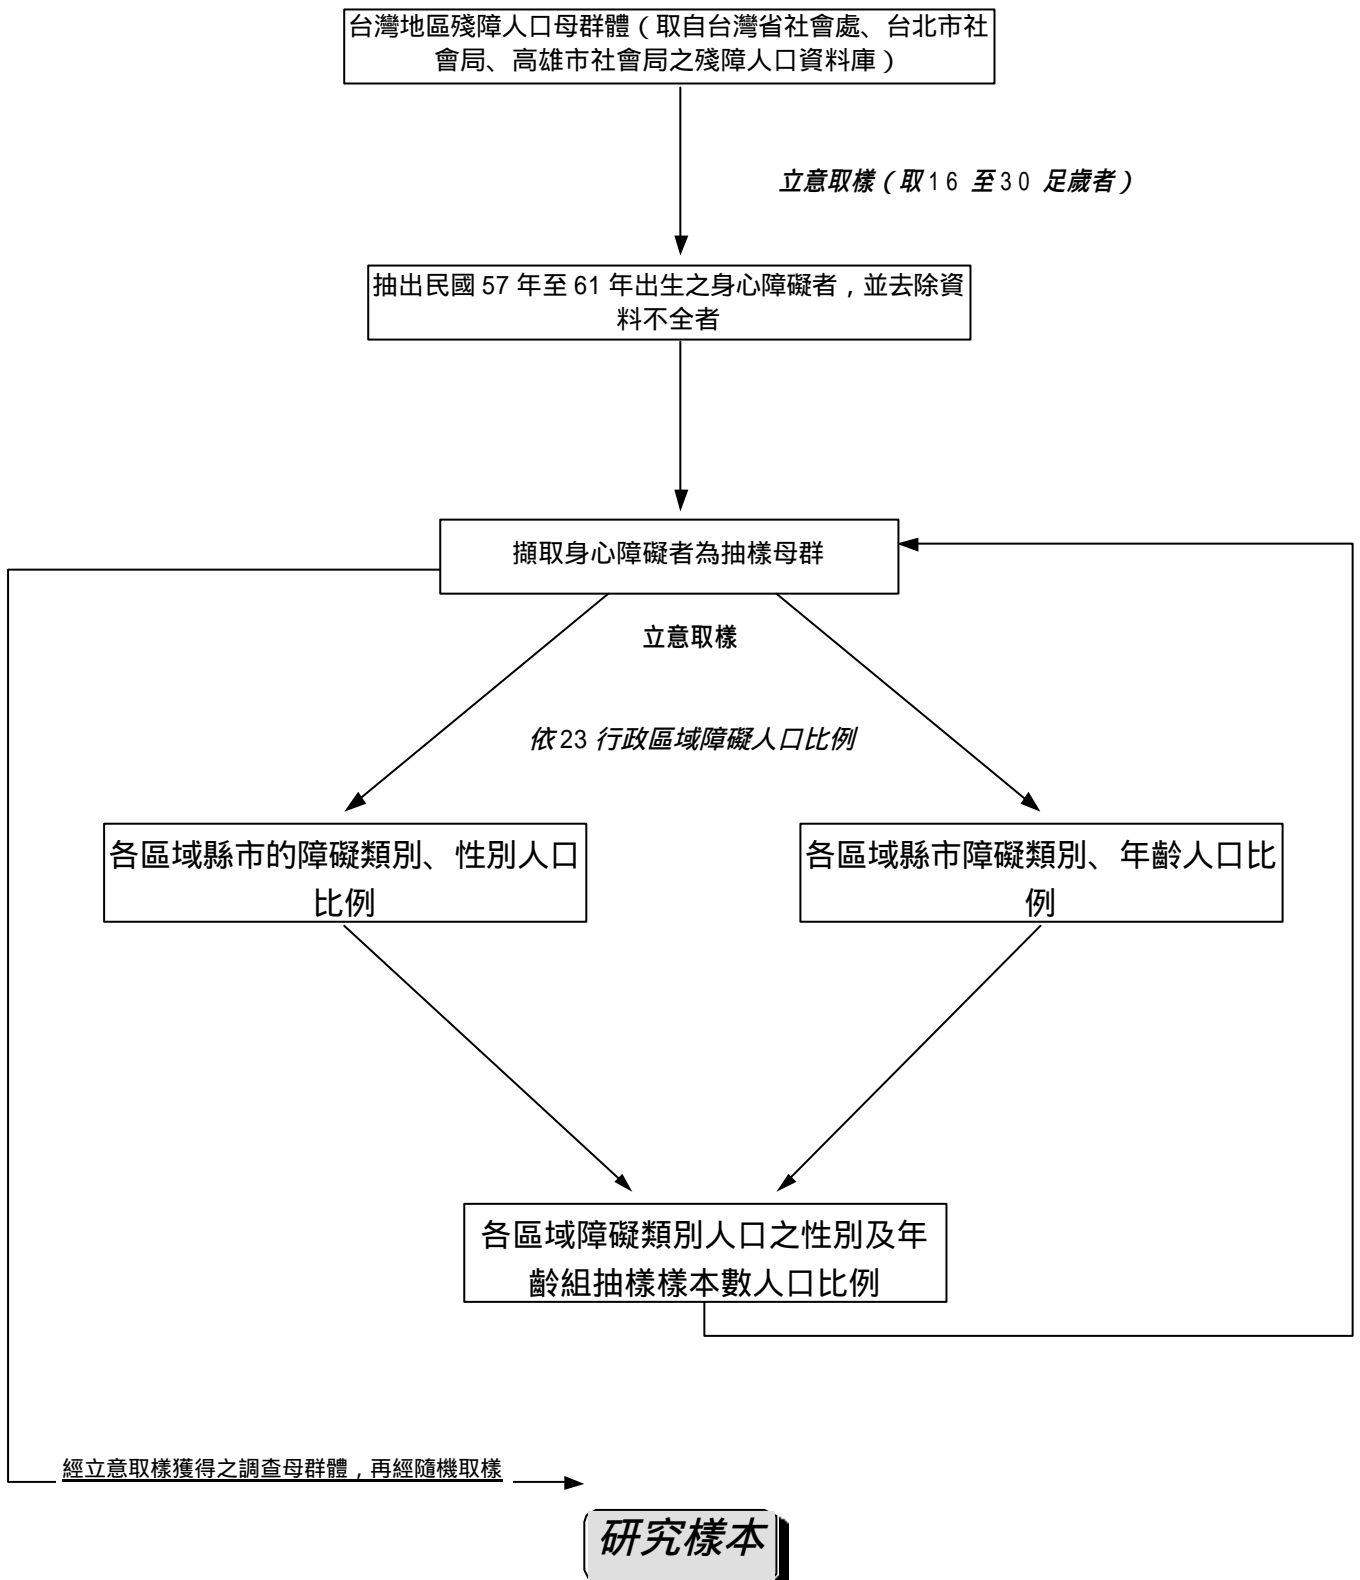 台灣地區殘障人口母群體（取自台灣省社會處、台北市社
會局、高雄市社會局之殘障人口資料庫）
立意取樣（取16 至30 足歲者）
抽出民國 57 年至 61 年出生之身心障礙者，並去除資
料不全者
擷取身心障礙者為抽樣母群
立意取樣
依23 行政區域障礙人口比例
各區域縣市的障礙類別、性別人口
比例
各區域縣市障礙類別、年齡人口比
例
各區域障礙類別人口之性別及年
齡組抽樣樣本數人口比例
經立意取樣獲得之調查母群體，再經隨機取樣
研究樣本